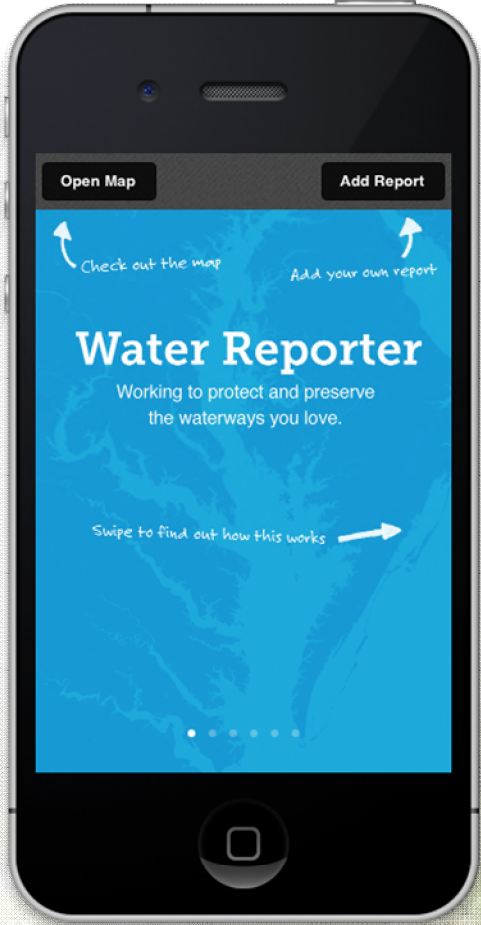 Open Map
Add Report
Check out the map
Add your own report
Water Reporter
Working to protect and preserve
the waterways you love.
Swipe to find out how this works